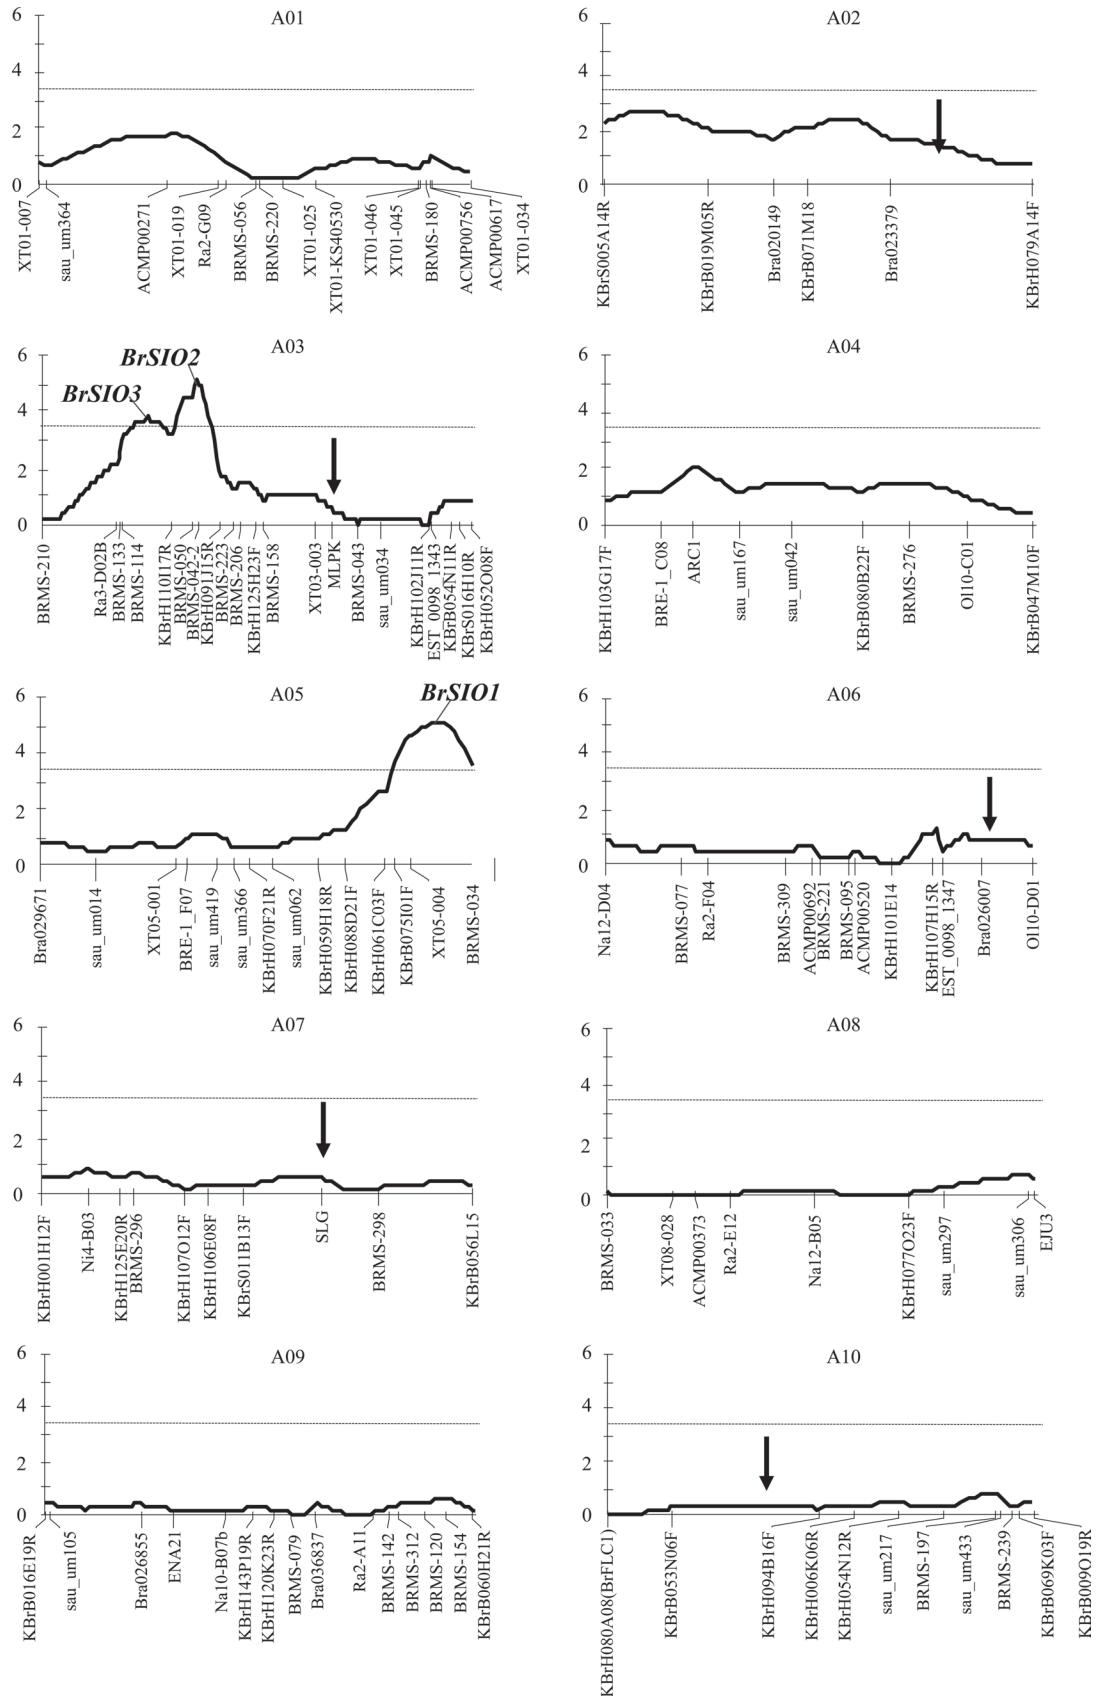 A01
6
4
2
0
XT01-007
sau_um364
ACMP00271
XT01-019
Ra2-G09
BRMS-056
BRMS-220
XT01-025
XT01-KS40530
XT01-046
XT01-045
BRMS-180
ACMP00756
ACMP00617
XT01-034
A02
6
4
2
0
KBrS005A14R
KBrB019M05R
Bra020149
KBrB071M18
Bra023379
KBrH079A14F
A03
6
4
2
0
BrSIO3
BrSIO2
BRMS-210
Ra3-D02B
BRMS-133
BRMS-114
KBrH110I17R
BRMS-050
BRMS-042-2
KBrH091J15R
BRMS-223
BRMS-206
KBrH125H23F
BRMS-158
XT03-003
MLPK
BRMS-043
sau_um034
KBrH102J11R
EST_0098_1343
KBrB054N11R
KBrS016H10R
KBrH052O08F
A04
6
4
2
0
KBrH103G17F
BRE-1_C08
ARC1
sau_um167
sau_um042
KBrB080B22F
BRMS-276
Ol10-C01
KBrB047M10F
A05
6
4
2
0
BrSIO1
Bra029671
sau_um014
XT05-001
BRE-1_F07
sau_um419
sau_um366
KBrH070F21R
sau_um062
KBrH059H18R
KBrH088D21F
KBrH061C03F
KBrB075I01F
XT05-004
BRMS-034
A06
6
4
2
0
Na12-D04
BRMS-077
Ra2-F04
BRMS-309
ACMP00692
BRMS-221
BRMS-095
ACMP00520
KBrH101E14
KBrH107H15R
EST_0098_1347
Bra026007
Ol10-D01
A07
6
4
2
0
KBrH001H12F
Ni4-B03
KBrH125E20R
BRMS-296
KBrH107O12F
KBrH106E08F
KBrS011B13F
SLG
BRMS-298
KBrB056L15
A08
6
4
2
0
BRMS-033
XT08-028
ACMP00373
Ra2-E12
Na12-B05
KBrH077O23F
sau_um297
sau_um306
EJU3
A09
6
4
2
0
KBrB016E19R
sau_um105
Bra026855
ENA21
Na10-B07b
KBrH143P19R
KBrH120K23R
BRMS-079
Bra036837
Ra2-A11
BRMS-142
BRMS-312
BRMS-120
BRMS-154
KBrB060H21R
A10
6
4
2
0
KBrH080A08(BrFLC1)
KBrB053N06F
KBrH094B16F
KBrH006K06R
KBrH054N12R
sau_um217
BRMS-197
sau_um433
BRMS-239
KBrB069K03F
KBrB009O19R